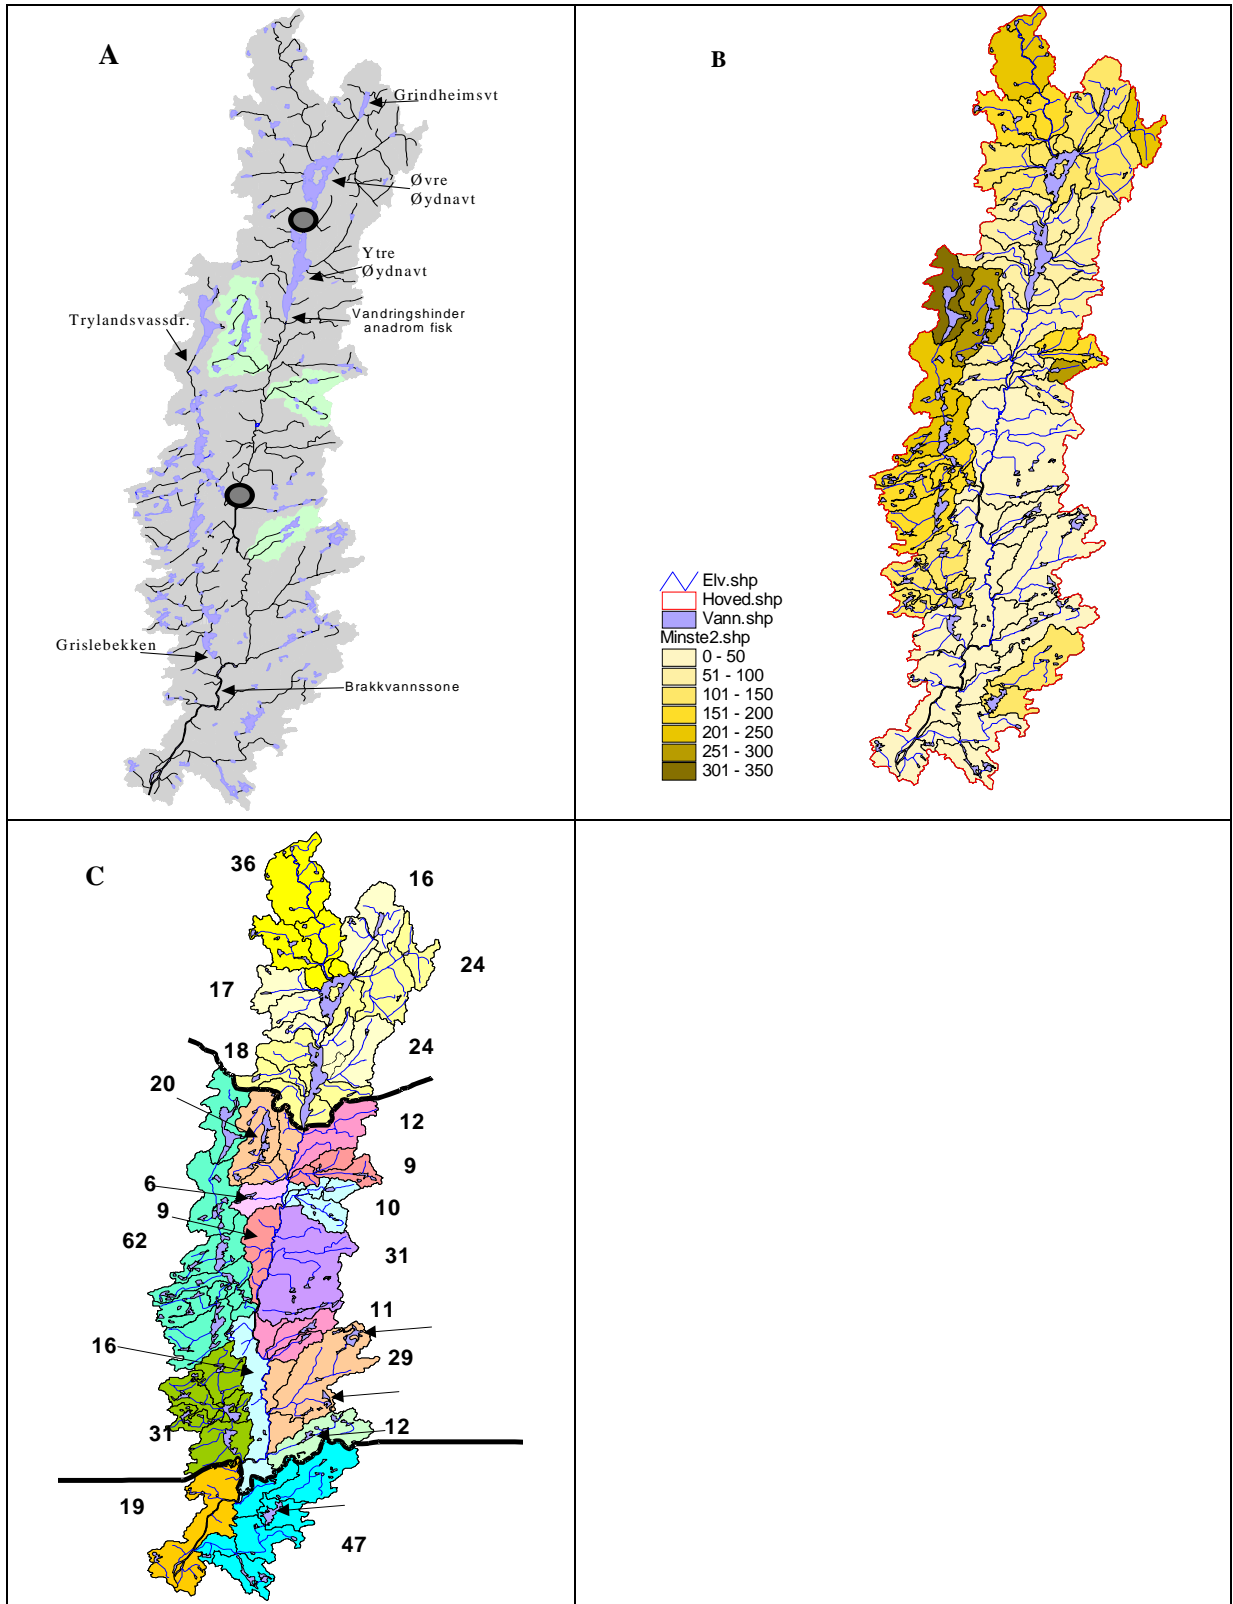 A
Grindheimsvt
Øvre
Øydnavt
Ytre
Øydnavt
Vandringshinder
anadrom fisk
Trylandsvassdr.
Grislebekken
Brakkvannssone
B
Elv.shp
Hoved.shp
Vann.shp
Minste2.shp
0 - 50
51 - 100
101 - 150
151 - 200
201 - 250
251 - 300
301 - 350
C
36
16
24
17
18
24
20
12
9
6
10
9
62
31
11
16
29
31
12
19
47